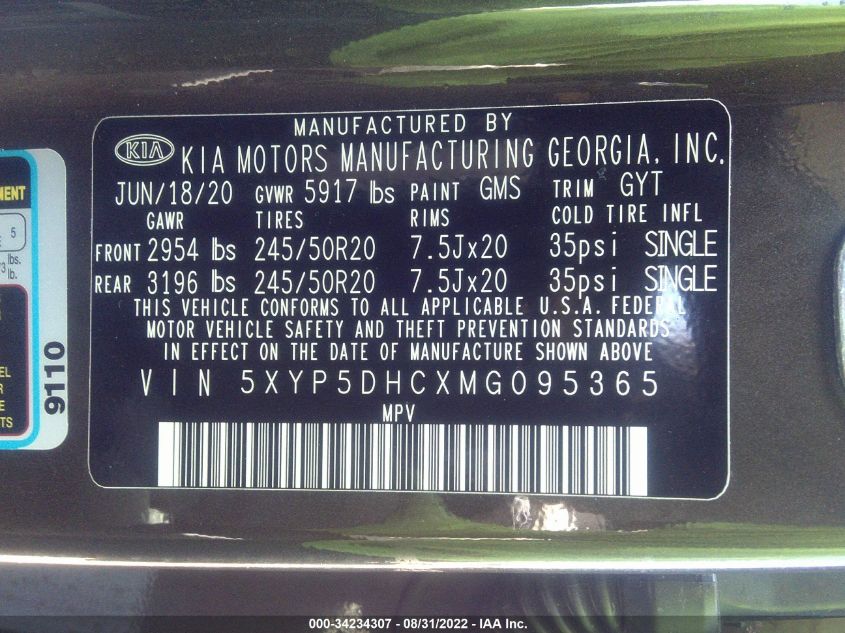 MANUFACTURED BY
KIA KIA MOTORS MANUFACTURING GEORGIA. INC.
JUN/18/20 GVWR 5917 lbs PAINT GMS TRIM GYT
GAWR TIRES RIMS COLD TIRE INFL
FRONT 2954 lbs 245/50R20 7.5Jx20 35psi SINGLE
REAR 3196 lbs 245/50R20 7.5Jx20 35psi SINGLE
THIS VEHICLE CONFORMS TO ALL APPLICABLE U.S.A. FEDERAL
MOTOR VEHICLE SAFETY AND THEFT PREVENTION STANDARDS
IN EFFECT ON THE DATE OF MANUFACTURE SHOWN ABOVE
VIN 5XYP5DHCXMG095365
MPV
5
lbs.
lb.
9110
000-34234307 - 08/31/2022 - IAA Inc.